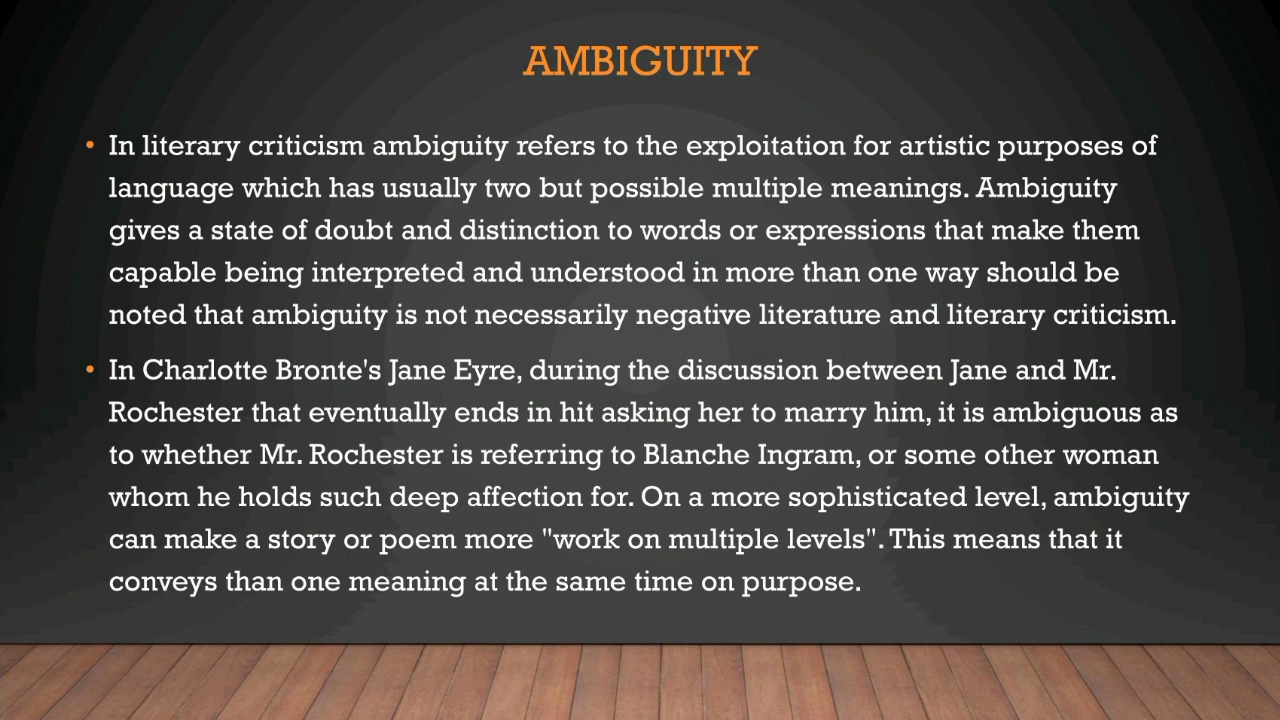 AMBIGUITY
• In literary criticism ambiguity refers to the exploitation for artistic purposes of
language which has usually two but possible multiple meanings. Ambiguity
gives a state of doubt and distinction to words or expressions that make them
capable being interpreted and understood in more than one way should be
noted that ambiguity is not necessarily negative literature and literary criticism.
• In Charlotte Bronte's Jane Eyre, during the discussion between Jane and Mr.
Rochester that eventually ends in hit asking her to marry him, it is ambiguous as
to whether Mr. Rochester is referring to Blanche Ingram, or some other woman
whom he holds such deep affection for. On a more sophisticated level, ambiguity
can make a story or poem more "work on multiple levels". This means that it
conveys than one meaning at the same time on purpose.